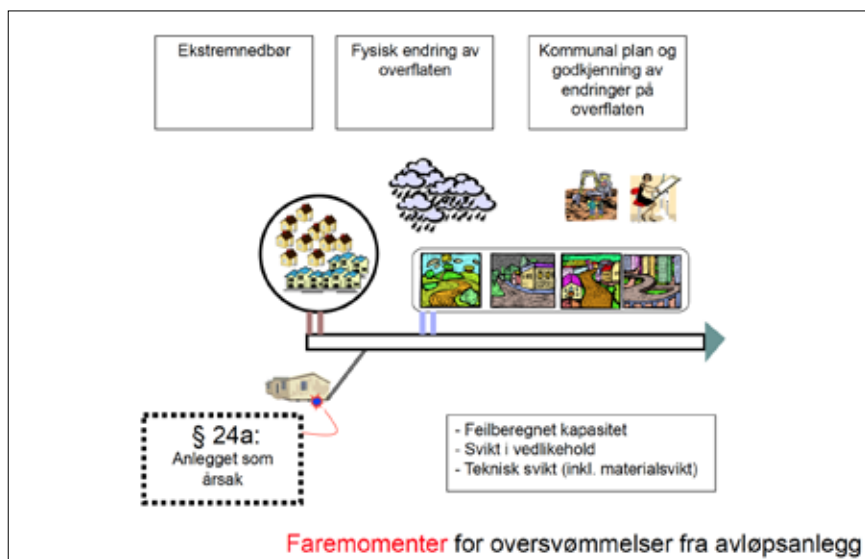 Ekstremnedbør
Fysisk endring av
overflaten
Kommunal plan og
godkjenning av
endringer på
overflaten
§ 24a:
Anlegget som
årsak
- Feilberegnet kapasitet
- Svikt i vedlikehold
- Teknisk svikt (inkl. materialsvikt)
Faremomenter for oversvømmelser fra avløpsanlegg